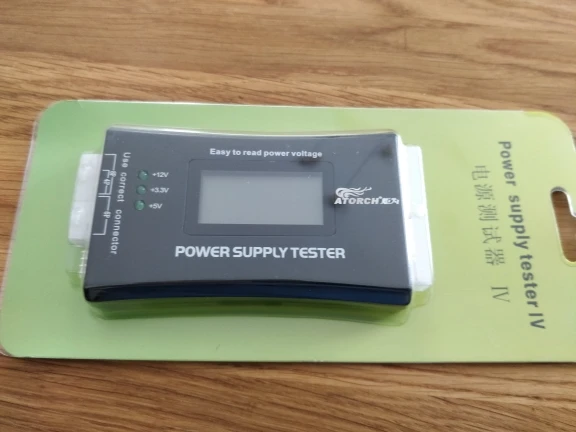 Easy to read power voltage
+12V
+3.3V
+5V
Use correct connector
ATORCH
POWER SUPPLY TESTER
Power supply tester IV
电源测试器 IV